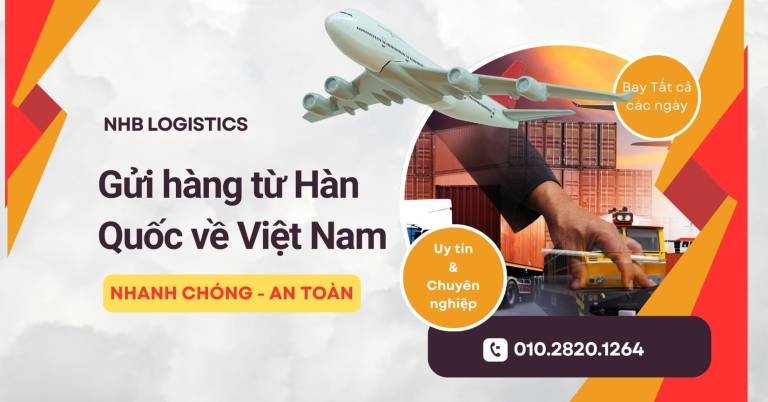 NHB LOGISTICS
Gửi hàng từ Hàn
Quốc về Việt Nam
NHANH CHÓNG - AN TOÀN
Bay Tất cả
các ngày
Uy tín
&
Chuyên
nghiệp
010.2820.1264